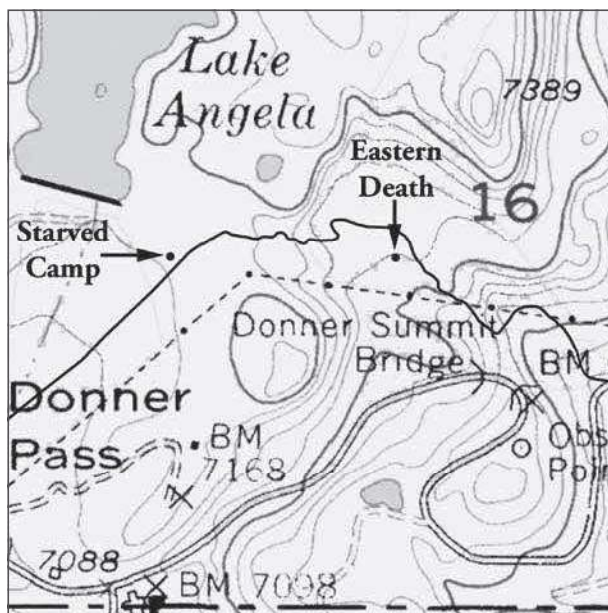 Lake
Angela
7389
Eastern
Death
16
Starved
Camp
Donner Summit
Bridge
BM
Donner
Pass
BM
7168
Obs
Poin
7088
BM 7098